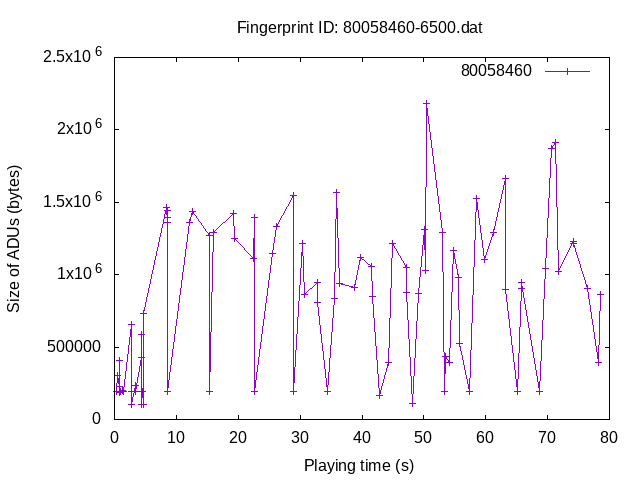 Fingerprint ID: 80058460-6500.dat
80058460
2.5x10^6
2x10^6
1.5x10^6
1x10^6
500000
0
Size of ADUs (bytes)
0 10 20 30 40 50 60 70 80
Playing time (s)